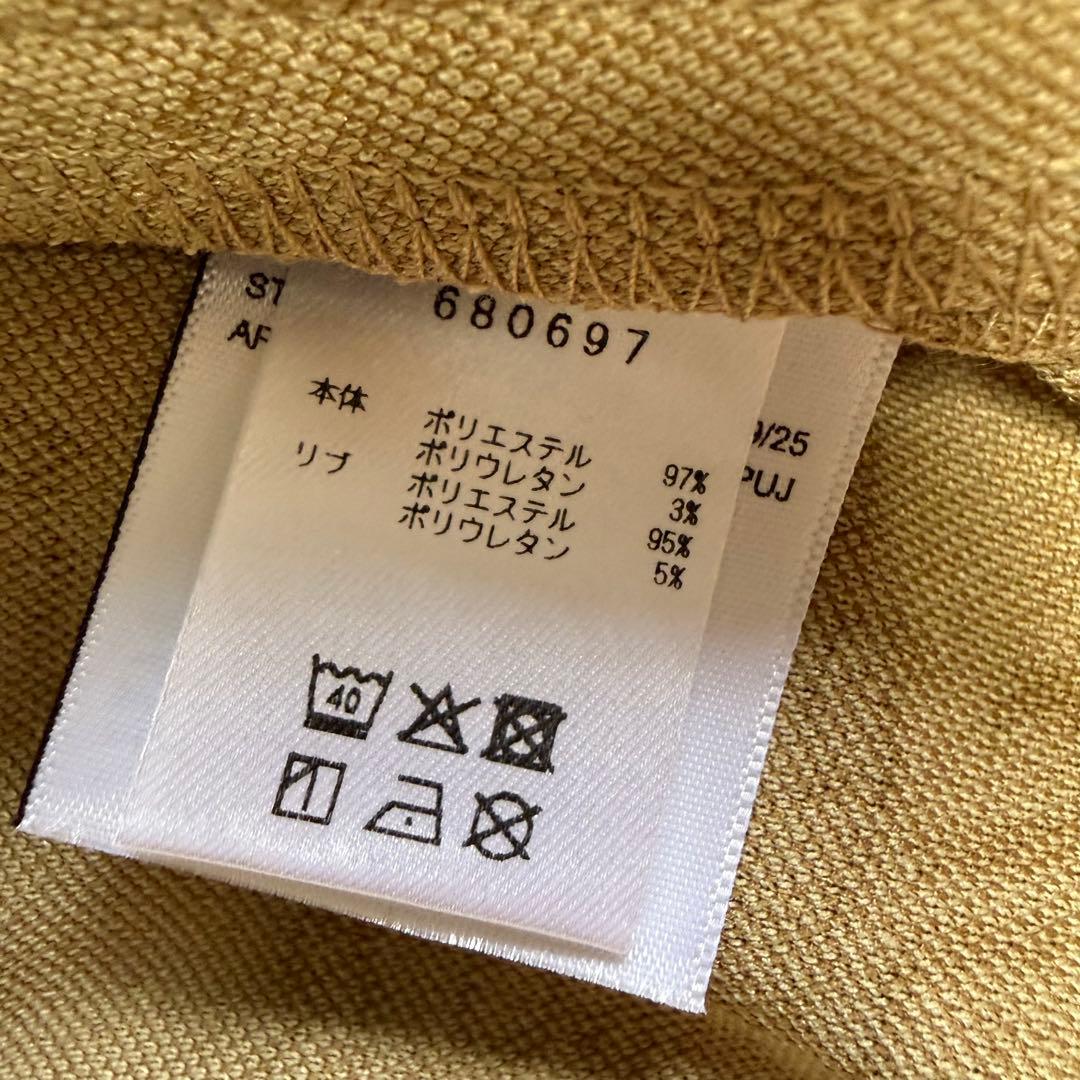 680697
本体 ポリエステル 97%
ポリウレタン 3%
リブ ポリエステル 95%
ポリウレタン 5%
40
/25
PUJ